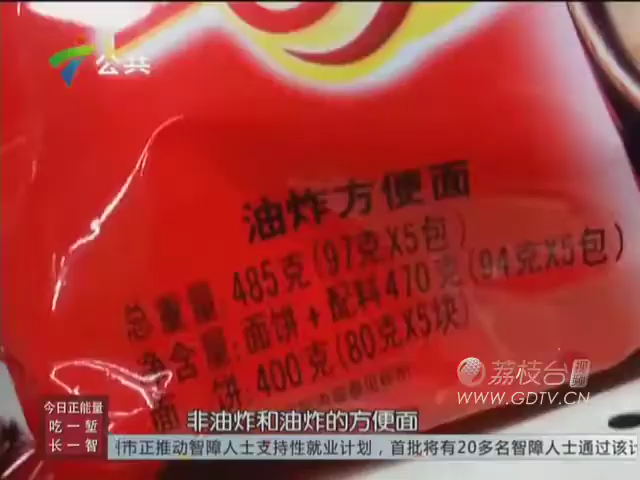 公共
油炸方便面
总重量:485克(97克X5包)
净含量:面饼+配料470克(94克X5包)
面饼:400克(80克X5块)
荔枝台
视频
WWW.GDTV.CN
非油炸和油炸的方便面
今日正能量
吃一堑
长一智
市正推动智障人士支持性就业计划，首批将有20多名智障人士通过该